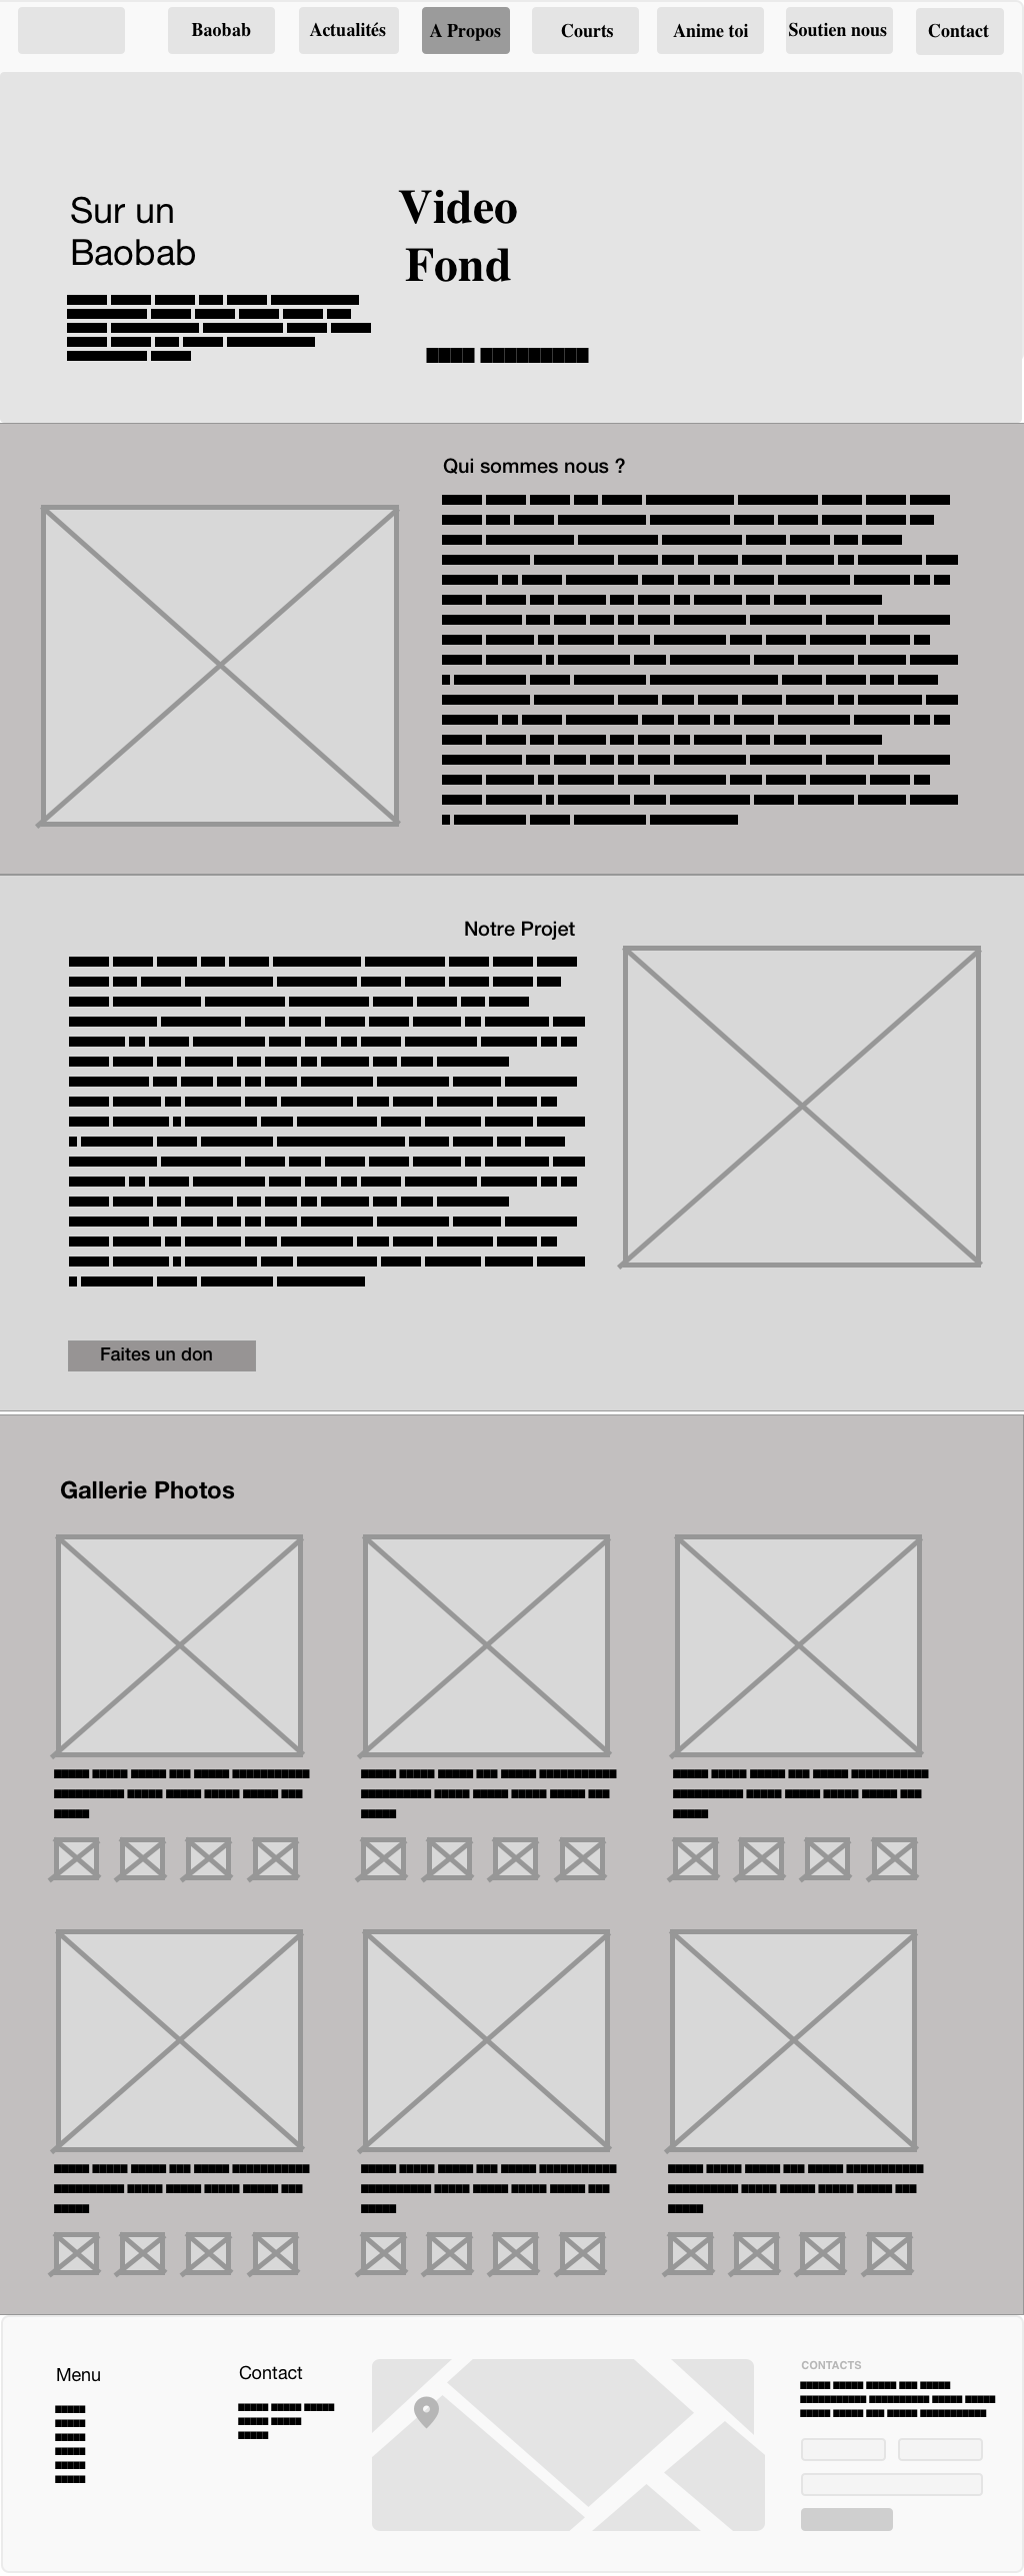 Baobab
Actualités
A Propos
Courts
Anime toi
Soutien nous
Contact
Sur un
Baobab
Video
Fond
Qui sommes nous ?
Notre Projet
Faites un don
Gallerie Photos
Menu
Contact
CONTACTS